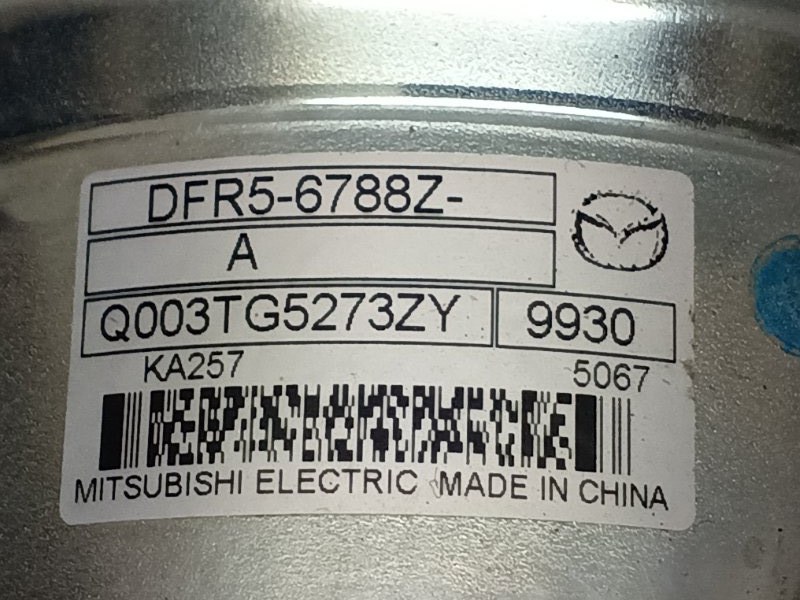 DFR5-6788Z-
A
Q003TG5273ZY 9930
KA257 5067
MITSUBISHI ELECTRIC MADE IN CHINA